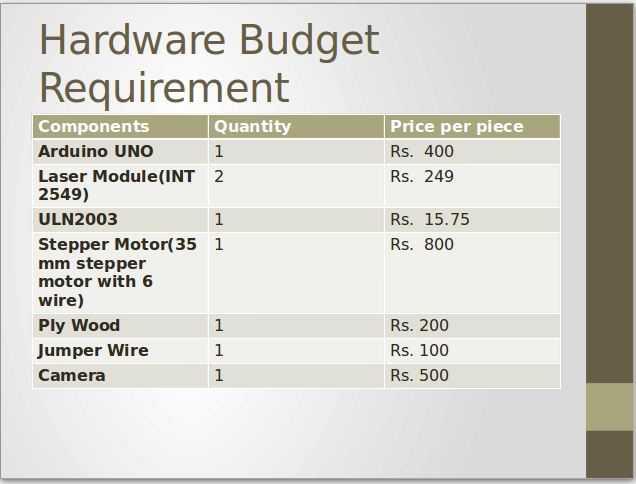 Hardware Budget
Requirement
Components Quantity Price per piece
Arduino UNO 1 Rs. 400
Laser Module(INT 2 Rs. 249
2549)
ULN2003 1 Rs. 15.75
Stepper Motor(35 1 Rs. 800
mm stepper
motor with 6
wire)
Ply Wood 1 Rs. 200
Jumper Wire 1 Rs. 100
Camera 1 Rs. 500